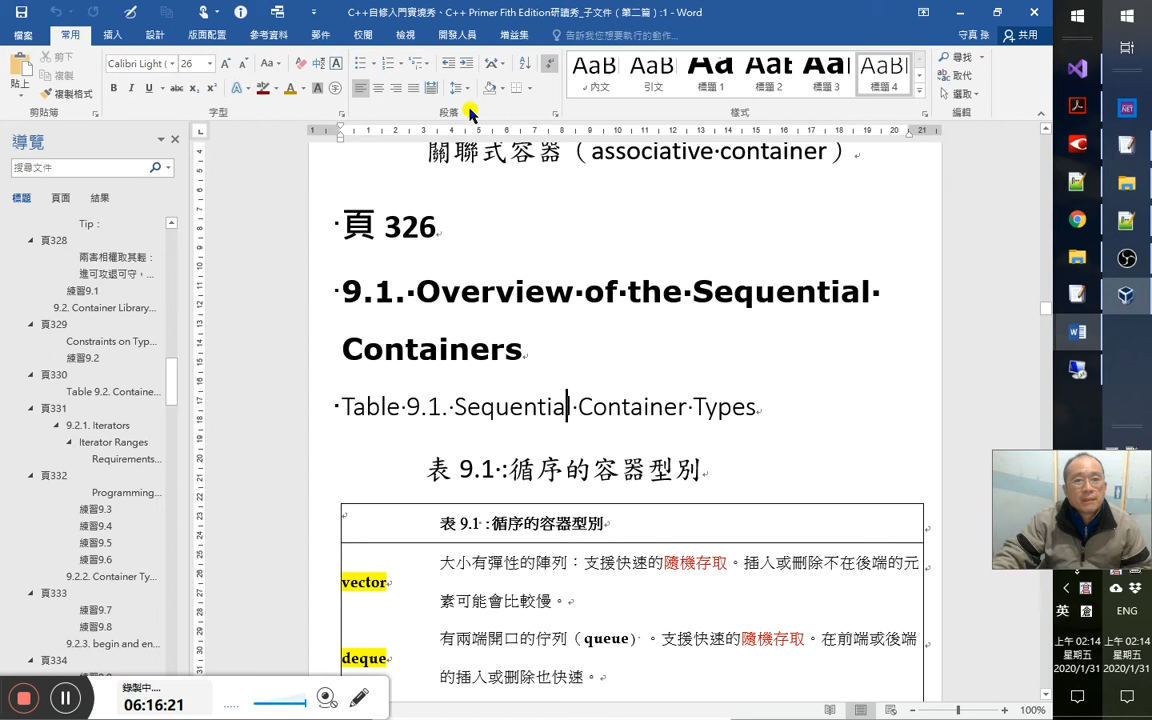 C++自修入門實境秀、C++ Primer Fith Edition研讀秀_子文件（第二篇）:1 - Word
檔案 常用 插入 設計 版面配置 參考資料 郵件 校閱 檢視 開發人員 增益集 告訴我您想要執行的動作... 守真 孫 共用
貼上 剪下 複製 複製格式
Calibri Light ( 26
B I U abc x₂ x²
AaB AaBl Aa AaB AaB AaBl
內文 引文 標題 1 標題 2 標題 3 標題 4
尋找 取代 選取
剪貼簿 字型 段落 樣式 編輯
導覽
搜尋文件
標題 頁面 結果
Tip：
頁328
兩害相權取其輕：
進可攻退可守，...
練習9.1
9.2. Container Library...
頁329
Constraints on Typ...
練習9.2
頁330
Table 9.2. Containe...
頁331
9.2.1. Iterators
Iterator Ranges
Requirements...
頁332
Programming...
練習9.3
練習9.4
練習9.5
練習9.6
9.2.2. Container Ty...
頁333
練習9.7
練習9.8
9.2.3. begin and en...
頁334
關聯式容器（associative container）
頁 326
9.1. Overview of the Sequential
Containers
Table 9.1. Sequential Container Types
表 9.1 :循序的容器型別
表 9.1 :循序的容器型別
vector
大小有彈性的陣列：支援快速的隨機存取。插入或刪除不在後端的元
素可能會比較慢。
deque
有兩端開口的佇列（queue）。支援快速的隨機存取。在前端或後端
的插入或刪除也快速。
錄製中....
06:16:21
100%
英 倉 ENG
上午 02:14 上午 02:14
星期五 星期五
2020/1/31 2020/1/31